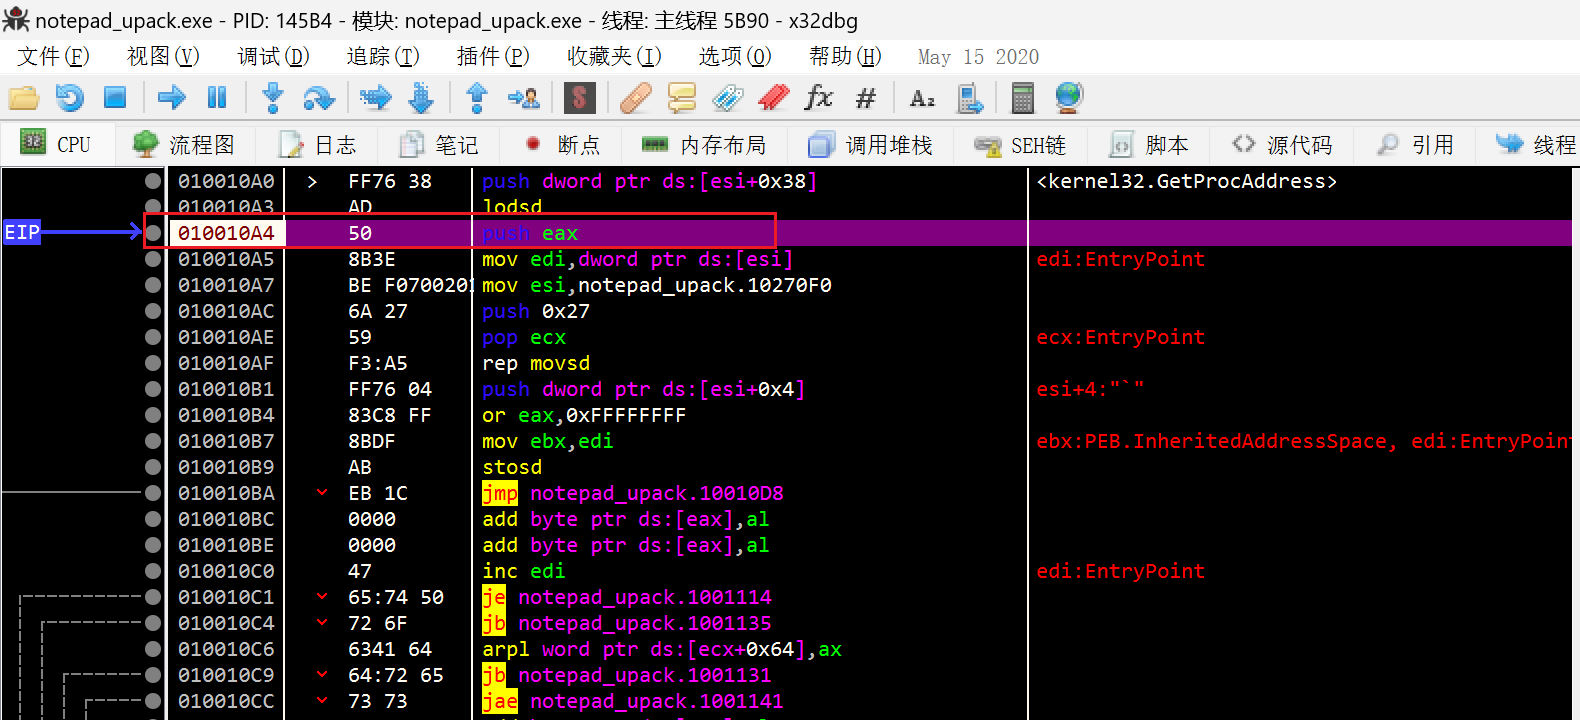 notepad_upack.exe - PID: 145B4 - 模块: notepad_upack.exe - 线程: 主线程 5B90 - x32dbg
文件(F) 视图(V) 调试(D) 追踪(T) 插件(P) 收藏夹(I) 选项(O) 帮助(H) May 15 2020
S fx # Az
32 CPU 流程图 日志 笔记 断点 内存布局 调用堆栈 SEH链 脚本 <> 源代码 引用 线程
010010A0 > FF76 38 push dword ptr ds:[esi+0x38] <kernel32.GetProcAddress>
010010A3 AD lodsd
EIP 010010A4 50 push eax
010010A5 8B3E mov edi,dword ptr ds:[esi] edi:EntryPoint
010010A7 BE F0700201 mov esi,notepad_upack.10270F0
010010AC 6A 27 push 0x27
010010AE 59 pop ecx ecx:EntryPoint
010010AF F3:A5 rep movsd
010010B1 FF76 04 push dword ptr ds:[esi+0x4] esi+4:"`"
010010B4 83C8 FF or eax,0xFFFFFFFF
010010B7 8BDF mov ebx,edi ebx:PEB.InheritedAddressSpace, edi:EntryPoin
010010B9 AB stosd
010010BA EB 1C jmp notepad_upack.10010D8
010010BC 0000 add byte ptr ds:[eax],al
010010BE 0000 add byte ptr ds:[eax],al
010010C0 47 inc edi edi:EntryPoint
010010C1 65:74 50 je notepad_upack.1001114
010010C4 72 6F jb notepad_upack.1001135
010010C6 6341 64 arpl word ptr ds:[ecx+0x64],ax
010010C9 64:72 65 jb notepad_upack.1001131
010010CC 73 73 jae notepad_upack.1001141